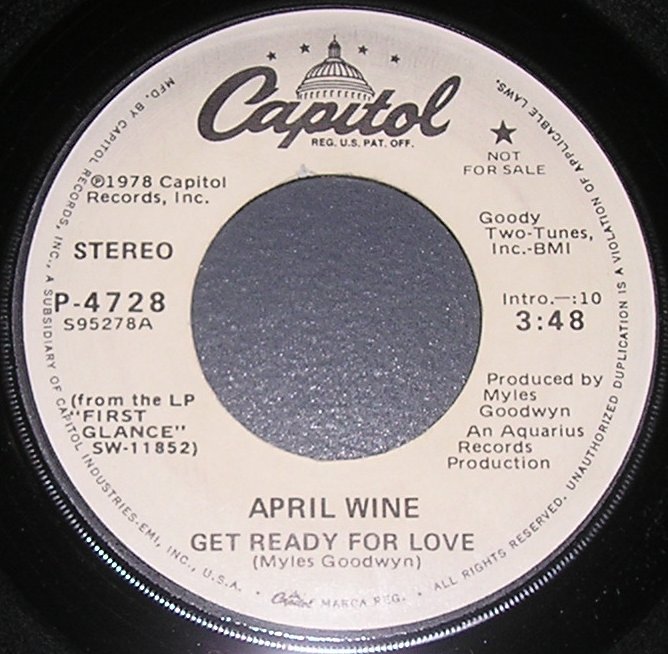 Capitol
REG. U.S. PAT. OFF.
★
NOT
FOR SALE
℗1978 Capitol
Records, Inc.
Goody
Two-Tunes,
Inc.-BMI
STEREO
P-4728
S95278A
Intro.—:10
3:48
(from the LP
"FIRST
GLANCE"
SW-11852)
Produced by
Myles
Goodwyn
An Aquarius
Records
Production
APRIL WINE
GET READY FOR LOVE
(Myles Goodwyn)
MFD. BY CAPITOL RECORDS, INC., A SUBSIDIARY OF CAPITOL INDUSTRIES-EMI, INC., U.S.A. • Capitol MARCA REG. • ALL RIGHTS RESERVED. UNAUTHORIZED DUPLICATION IS A VIOLATION OF APPLICABLE LAWS.